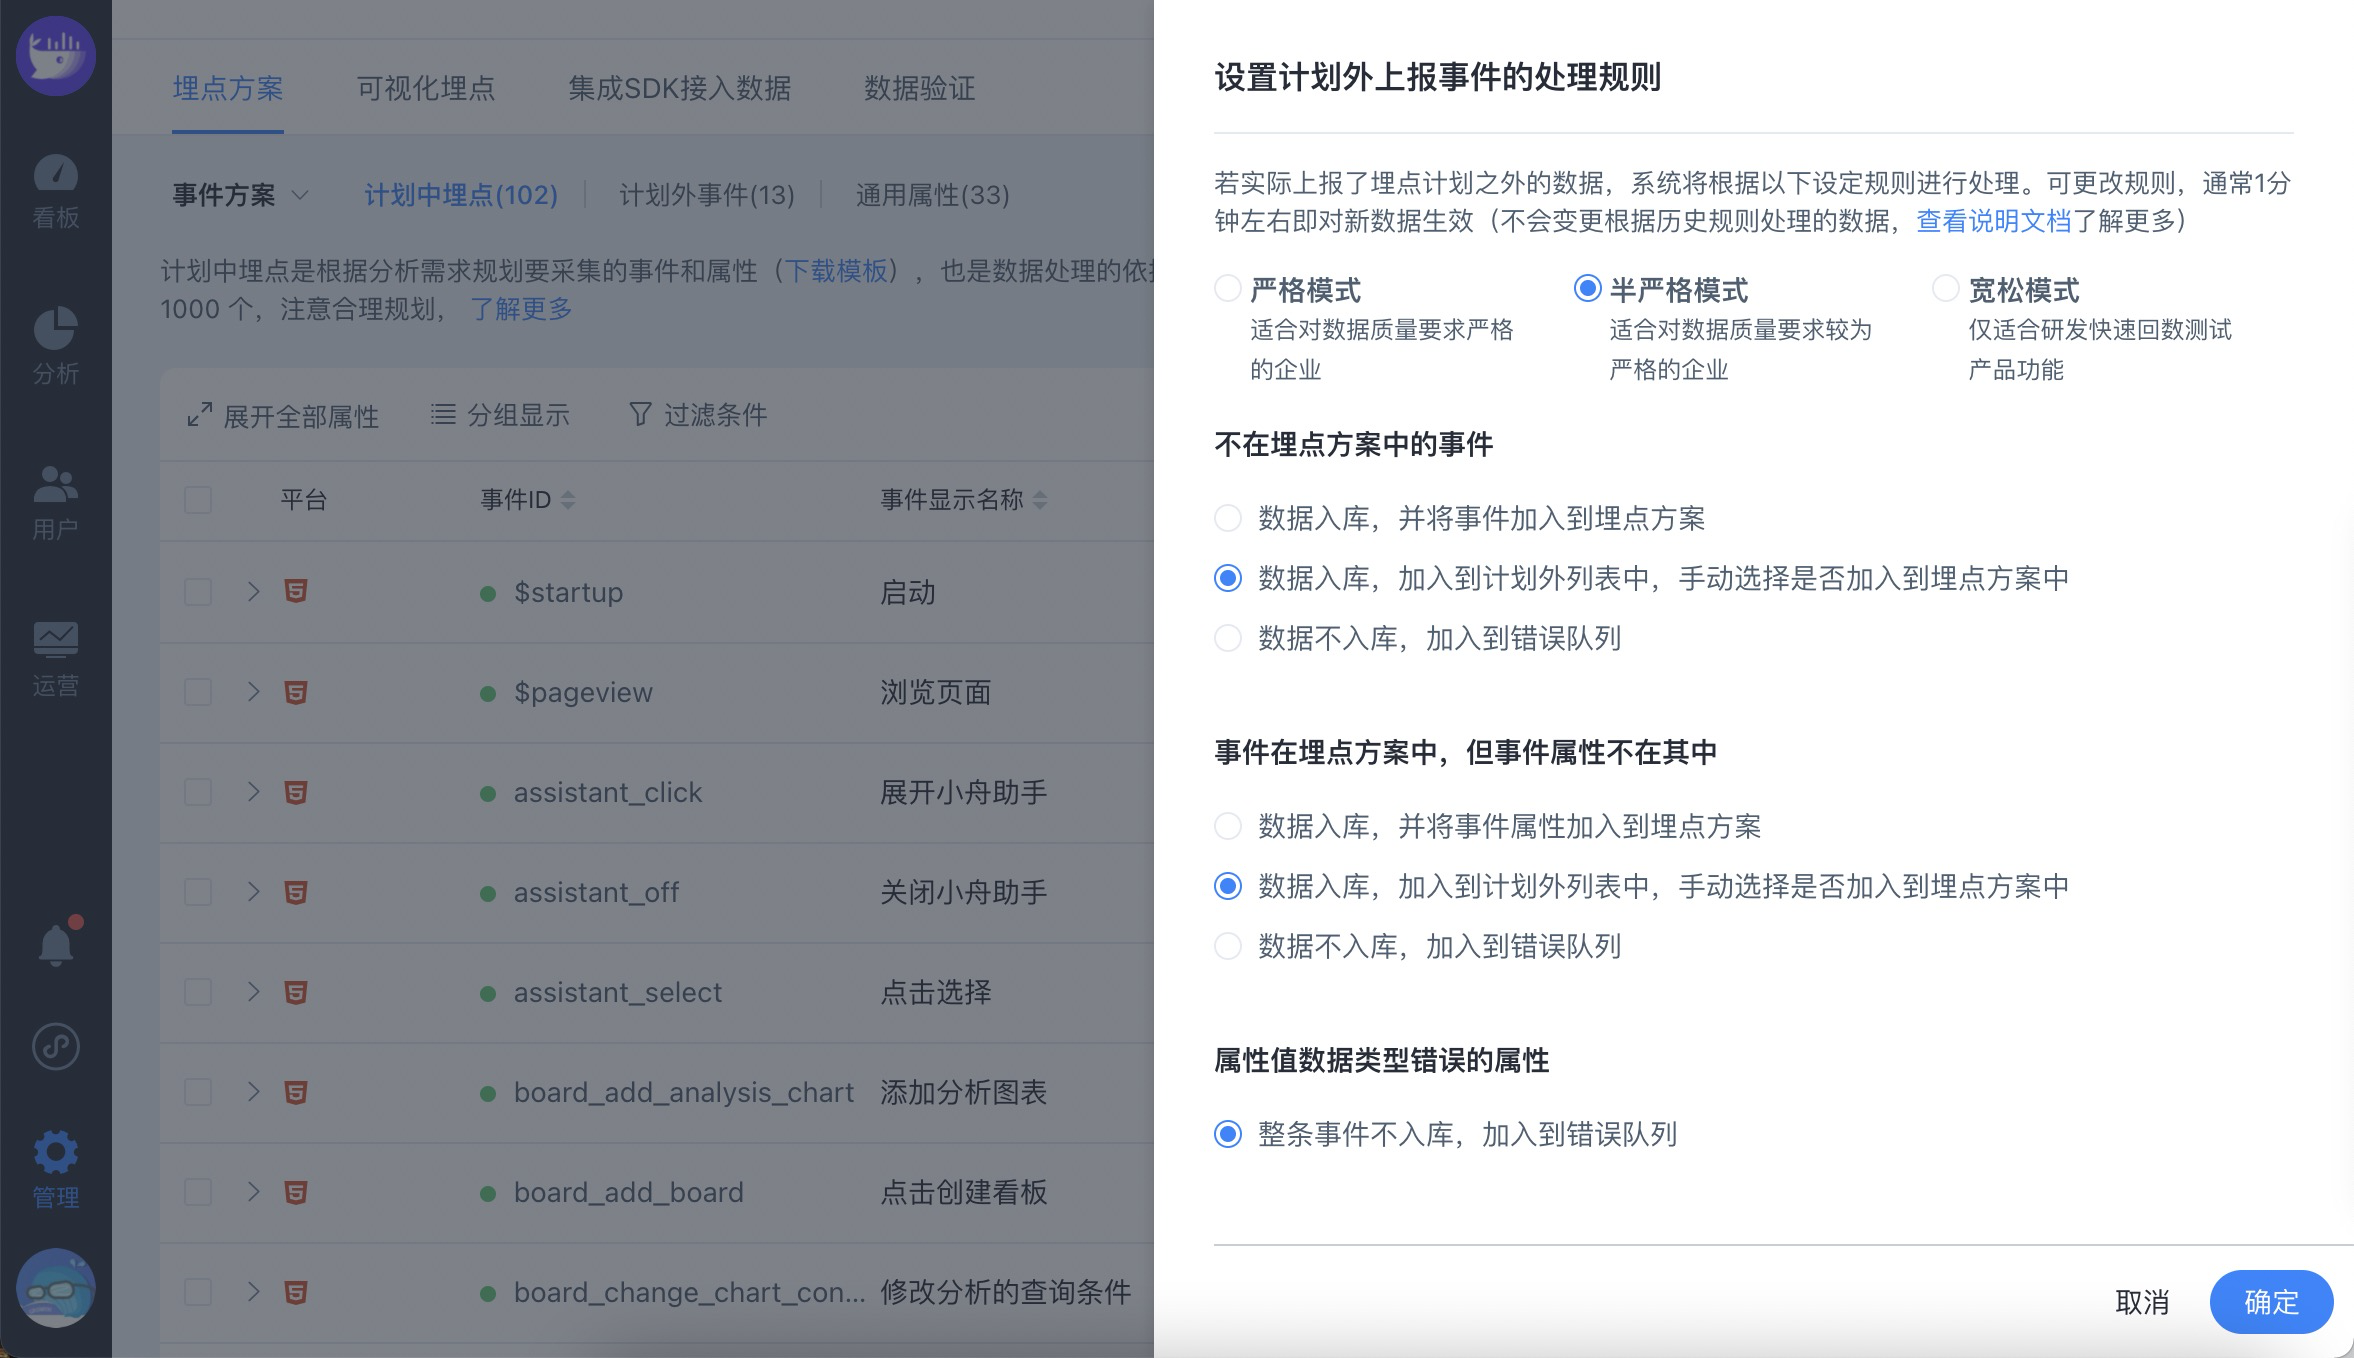 看板
分析
用户
运营
管理
埋点方案
可视化埋点
集成SDK接入数据
数据验证
事件方案
计划中埋点(102)
计划外事件(13)
通用属性(33)
计划中埋点是根据分析需求规划要采集的事件和属性（下载模板），也是数据处理的依
1000 个，注意合理规划， 了解更多
展开全部属性
分组显示
过滤条件
平台
事件ID
事件显示名称
$startup
启动
$pageview
浏览页面
assistant_click
展开小舟助手
assistant_off
关闭小舟助手
assistant_select
点击选择
board_add_analysis_chart
添加分析图表
board_add_board
点击创建看板
board_change_chart_con...
修改分析的查询条件
设置计划外上报事件的处理规则
若实际上报了埋点计划之外的数据，系统将根据以下设定规则进行处理。可更改规则，通常1分
钟左右即对新数据生效（不会变更根据历史规则处理的数据，查看说明文档了解更多）
严格模式
适合对数据质量要求严格
的企业
半严格模式
适合对数据质量要求较为
严格的企业
宽松模式
仅适合研发快速回数测试
产品功能
不在埋点方案中的事件
数据入库，并将事件加入到埋点方案
数据入库，加入到计划外列表中，手动选择是否加入到埋点方案中
数据不入库，加入到错误队列
事件在埋点方案中，但事件属性不在其中
数据入库，并将事件属性加入到埋点方案
数据入库，加入到计划外列表中，手动选择是否加入到埋点方案中
数据不入库，加入到错误队列
属性值数据类型错误的属性
整条事件不入库，加入到错误队列
取消
确定